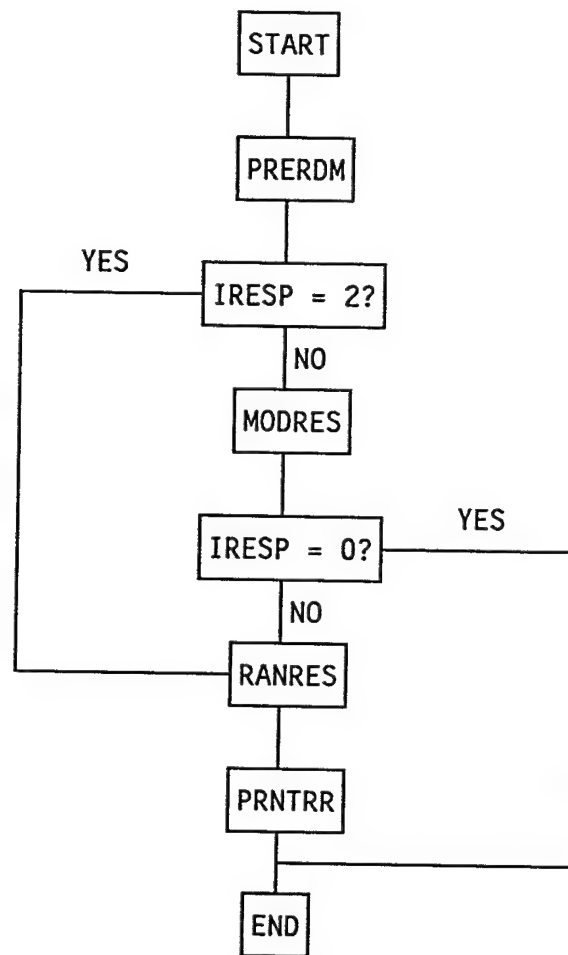 START
PRERDM
YES
IRESP = 2?
NO
MODRES
YES
IRESP = 0?
NO
RANRES
PRNTRR
END